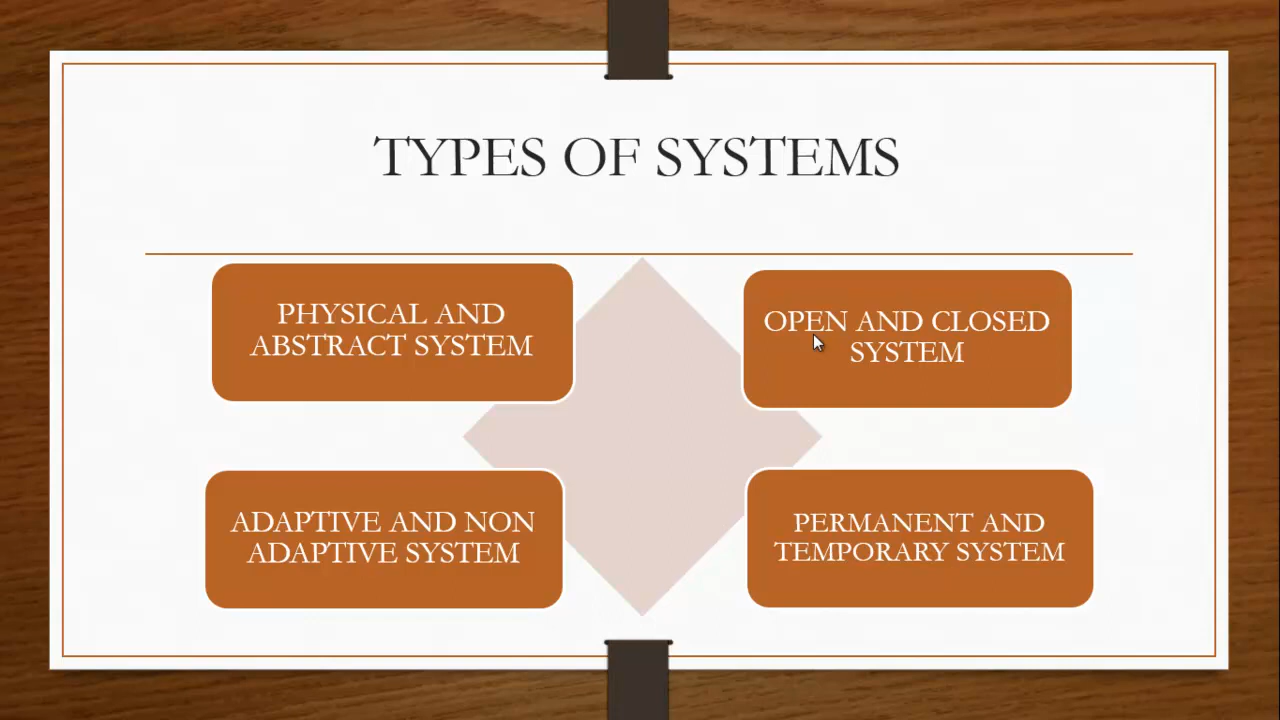 TYPES OF SYSTEMS
PHYSICAL AND
ABSTRACT SYSTEM
OPEN AND CLOSED
SYSTEM
ADAPTIVE AND NON
ADAPTIVE SYSTEM
PERMANENT AND
TEMPORARY SYSTEM